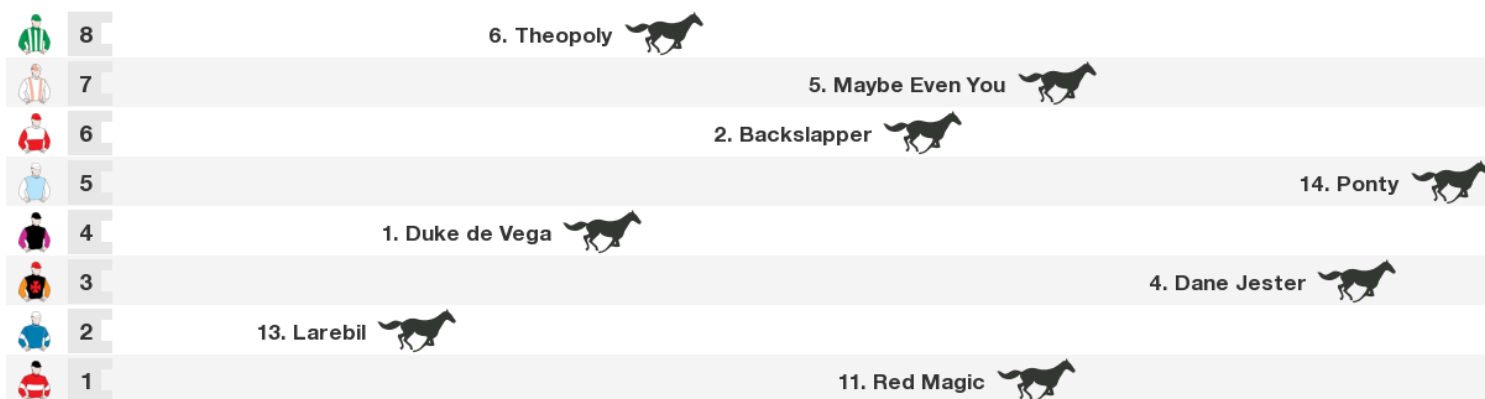 8 6. Theopoly
7 5. Maybe Even You
6 2. Backslapper
5 14. Ponty
4 1. Duke de Vega
3 4. Dane Jester
2 13. Larebil
1 11. Red Magic